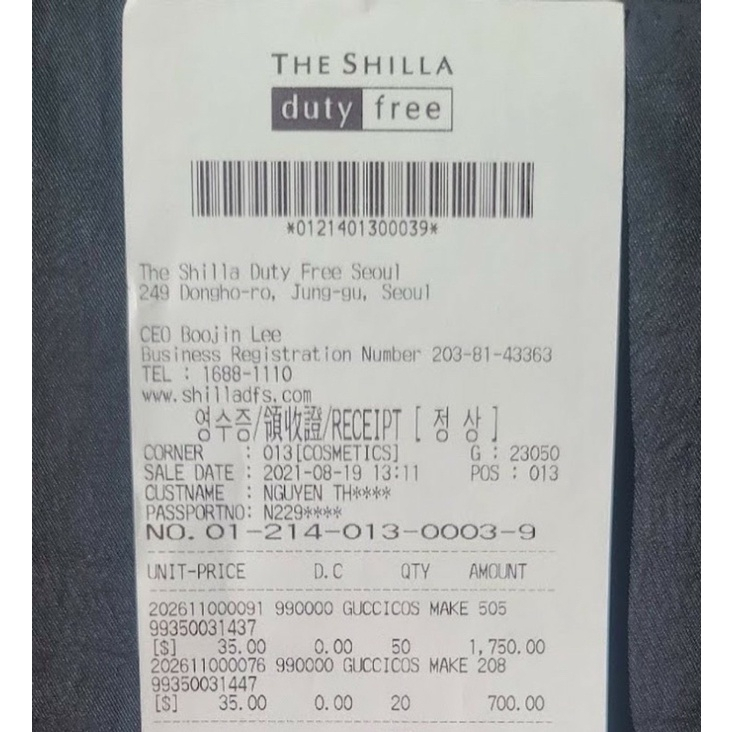 THE SHILLA
duty free
*0121401300039*
The Shilla Duty Free Seoul
249 Dongho-ro, Jung-gu, Seoul
CEO Boojin Lee
Business Registration Number 203-81-43363
TEL : 1688-1110
www.shilladfs.com
영수증/領收證/RECEIPT [ 정 상 ]
CORNER : 013[COSMETICS] G : 23050
SALE DATE : 2021-08-19 13:11 POS : 013
CUSTNAME : NGUYEN TH****
PASSPORTNO: N229****
NO. 01-214-013-0003-9
UNIT-PRICE D.C QTY AMOUNT
202611000091 990000 GUCCICOS MAKE 505
99350031437
[$] 35.00 0.00 50 1,750.00
202611000076 990000 GUCCICOS MAKE 208
99350031447
[$] 35.00 0.00 20 700.00